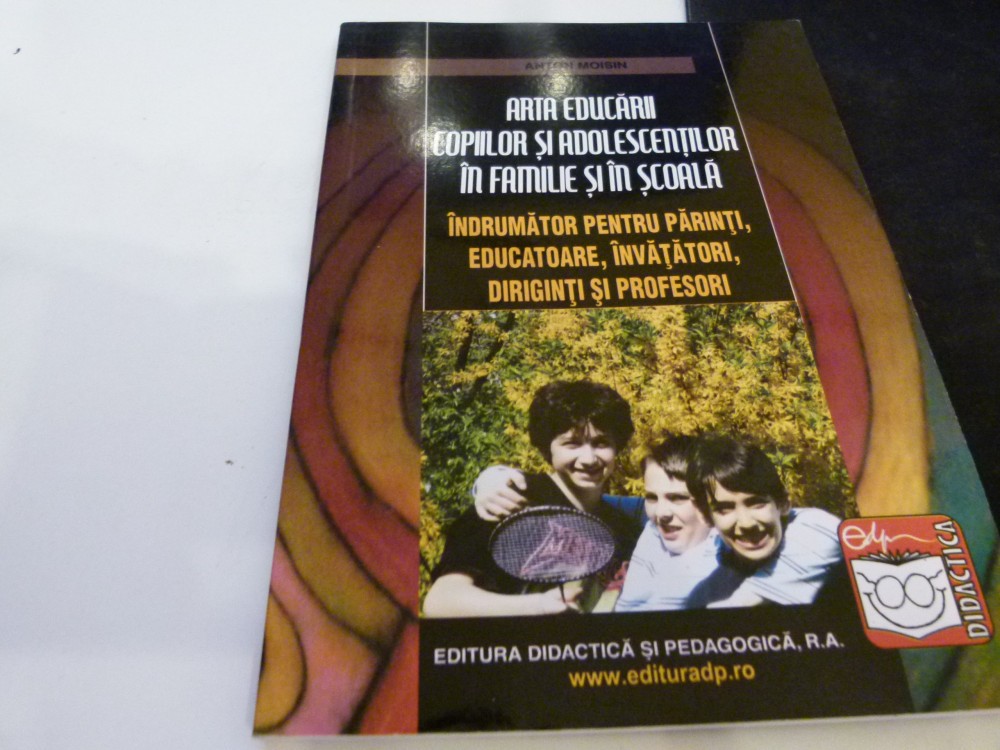 ANTON MOISIN
ARTA EDUCĂRII
COPIILOR ȘI ADOLESCENȚILOR
ÎN FAMILIE ȘI ÎN ȘCOALĂ
ÎNDRUMĂTOR PENTRU PĂRINȚI,
EDUCATOARE, ÎNVĂȚĂTORI,
DIRIGINȚI ȘI PROFESORI
Edp
DIDACTICA
EDITURA DIDACTICĂ ȘI PEDAGOGICĂ, R.A.
www.edituradp.ro